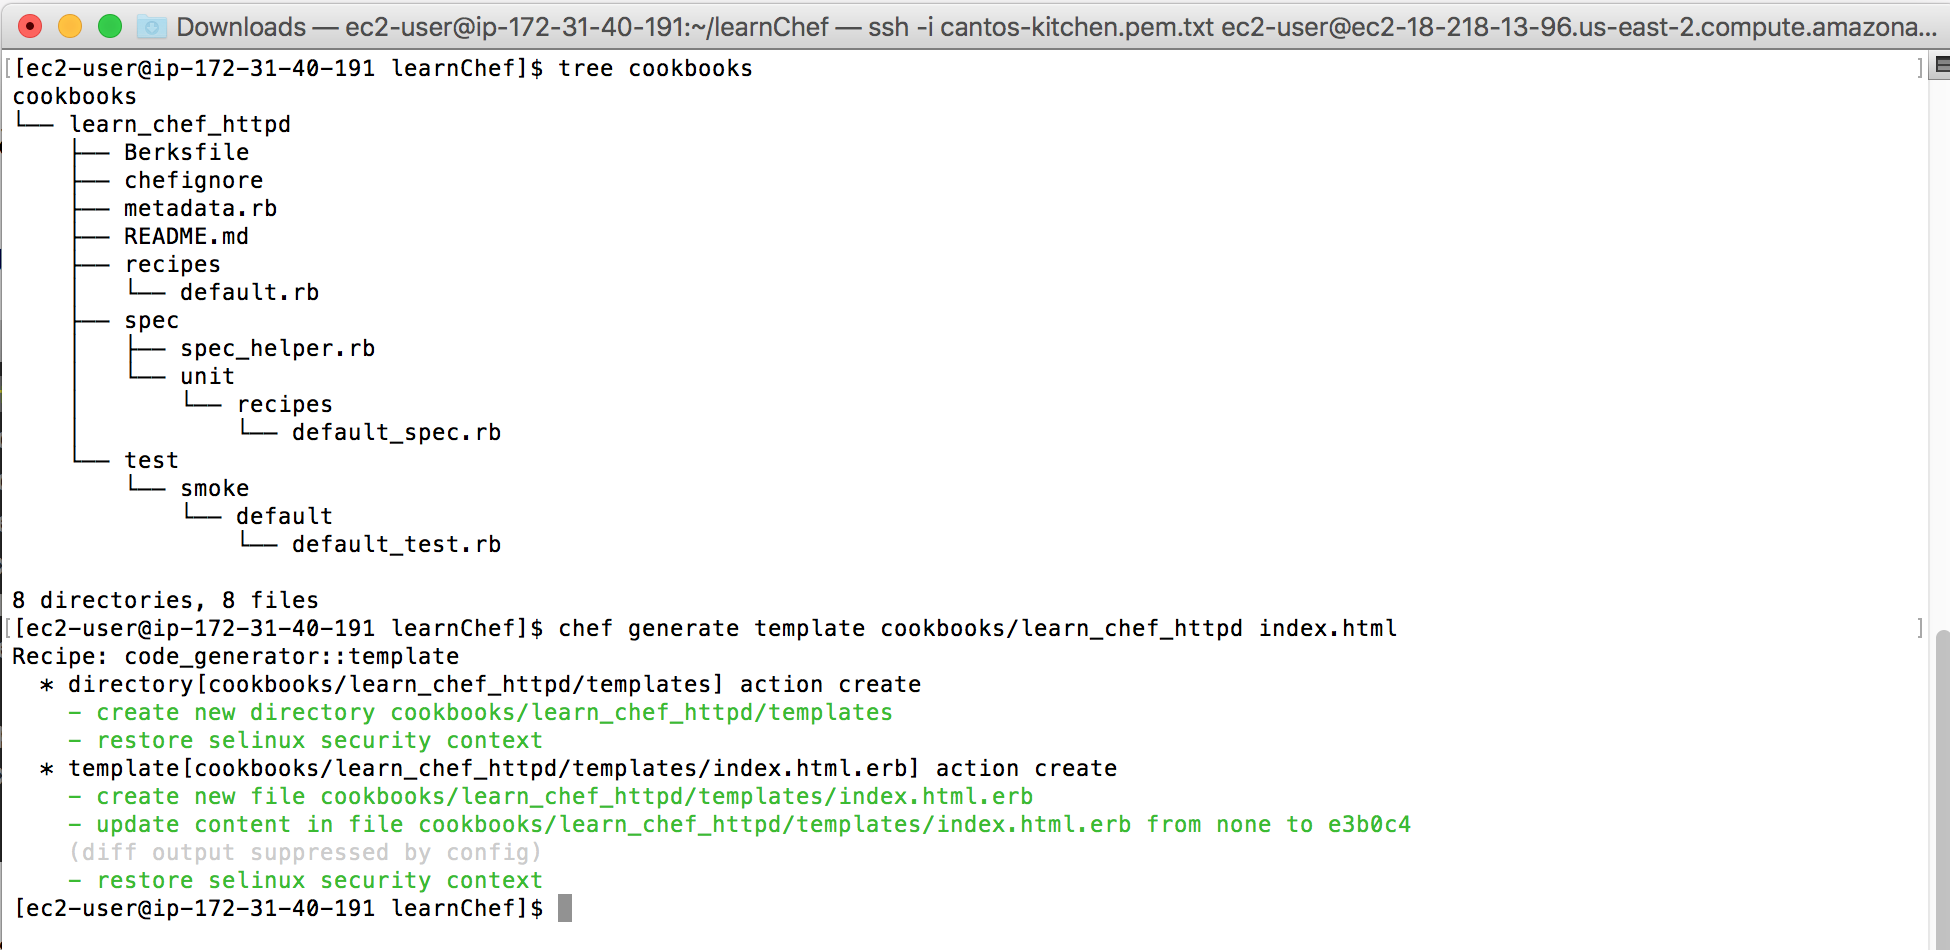 Downloads — ec2-user@ip-172-31-40-191:~/learnChef — ssh -i cantos-kitchen.pem.txt ec2-user@ec2-18-218-13-96.us-east-2.compute.amazona...
[[ec2-user@ip-172-31-40-191 learnChef]$ tree cookbooks ]
cookbooks
└── learn_chef_httpd
    ├── Berksfile
    ├── chefignore
    ├── metadata.rb
    ├── README.md
    ├── recipes
    │   └── default.rb
    ├── spec
    │   ├── spec_helper.rb
    │   └── unit
    │       └── recipes
    │           └── default_spec.rb
    └── test
        └── smoke
            └── default
                └── default_test.rb
8 directories, 8 files
[[ec2-user@ip-172-31-40-191 learnChef]$ chef generate template cookbooks/learn_chef_httpd index.html ]
Recipe: code_generator::template
  * directory[cookbooks/learn_chef_httpd/templates] action create
    - create new directory cookbooks/learn_chef_httpd/templates
    - restore selinux security context
  * template[cookbooks/learn_chef_httpd/templates/index.html.erb] action create
    - create new file cookbooks/learn_chef_httpd/templates/index.html.erb
    - update content in file cookbooks/learn_chef_httpd/templates/index.html.erb from none to e3b0c4
    (diff output suppressed by config)
    - restore selinux security context
[ec2-user@ip-172-31-40-191 learnChef]$